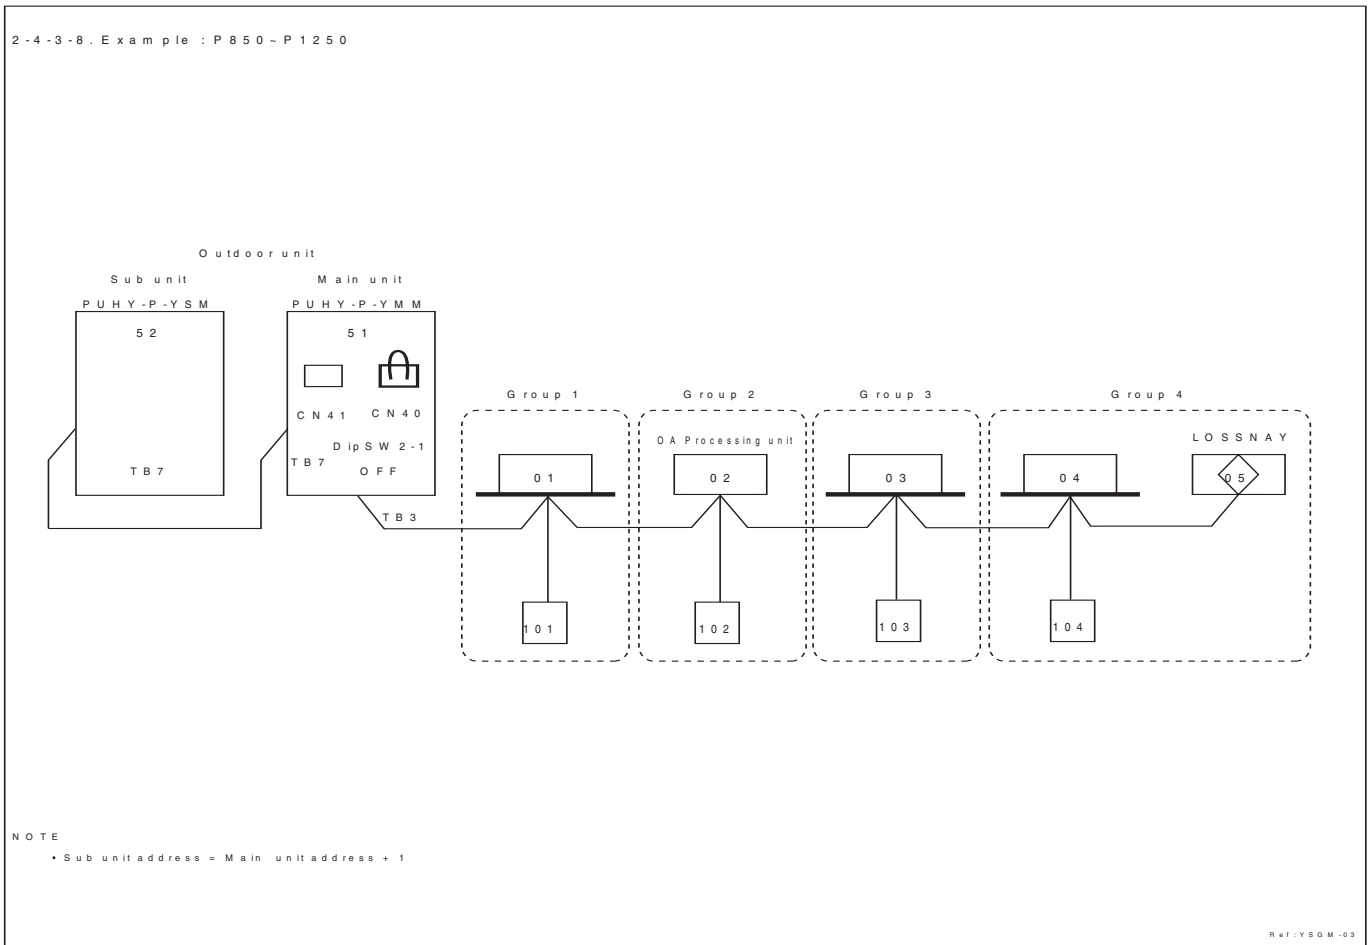 2-4-3-8. Example : P850~P1250
Outdoor unit
Sub unit
Main unit
PUHY-P-YSM
PUHY-P-YMM
52
51
CN41
CN40
DipSW 2-1
OFF
TB7
TB7
TB3
Group 1
Group 2
Group 3
Group 4
OA Processing unit
LOSSNAY
01
02
03
04
05
101
102
103
104
NOTE
• Sub unit address = Main unit address + 1
Ref : YSGM-03